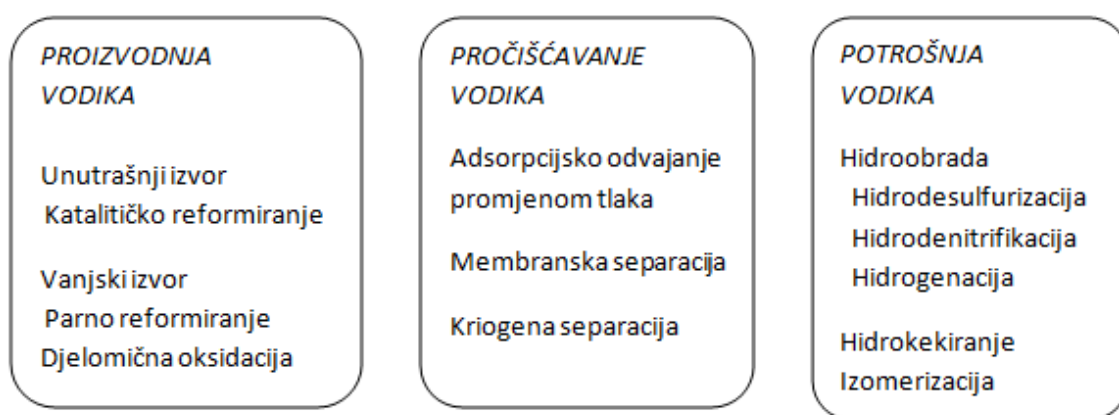 PROIZVODNJA
VODIKA
Unutrašnji izvor
Katalitičko reformiranje
Vanjski izvor
Parno reformiranje
Djelomična oksidacija
PROČIŠĆAVANJE
VODIKA
Adsorpcijsko odvajanje
promjenom tlaka
Membranska separacija
Kriogena separacija
POTROŠNJA
VODIKA
Hidroobrada
Hidrodesulfurizacija
Hidrodenitrifikacija
Hidrogenacija
Hidrokekiranje
Izomerizacija